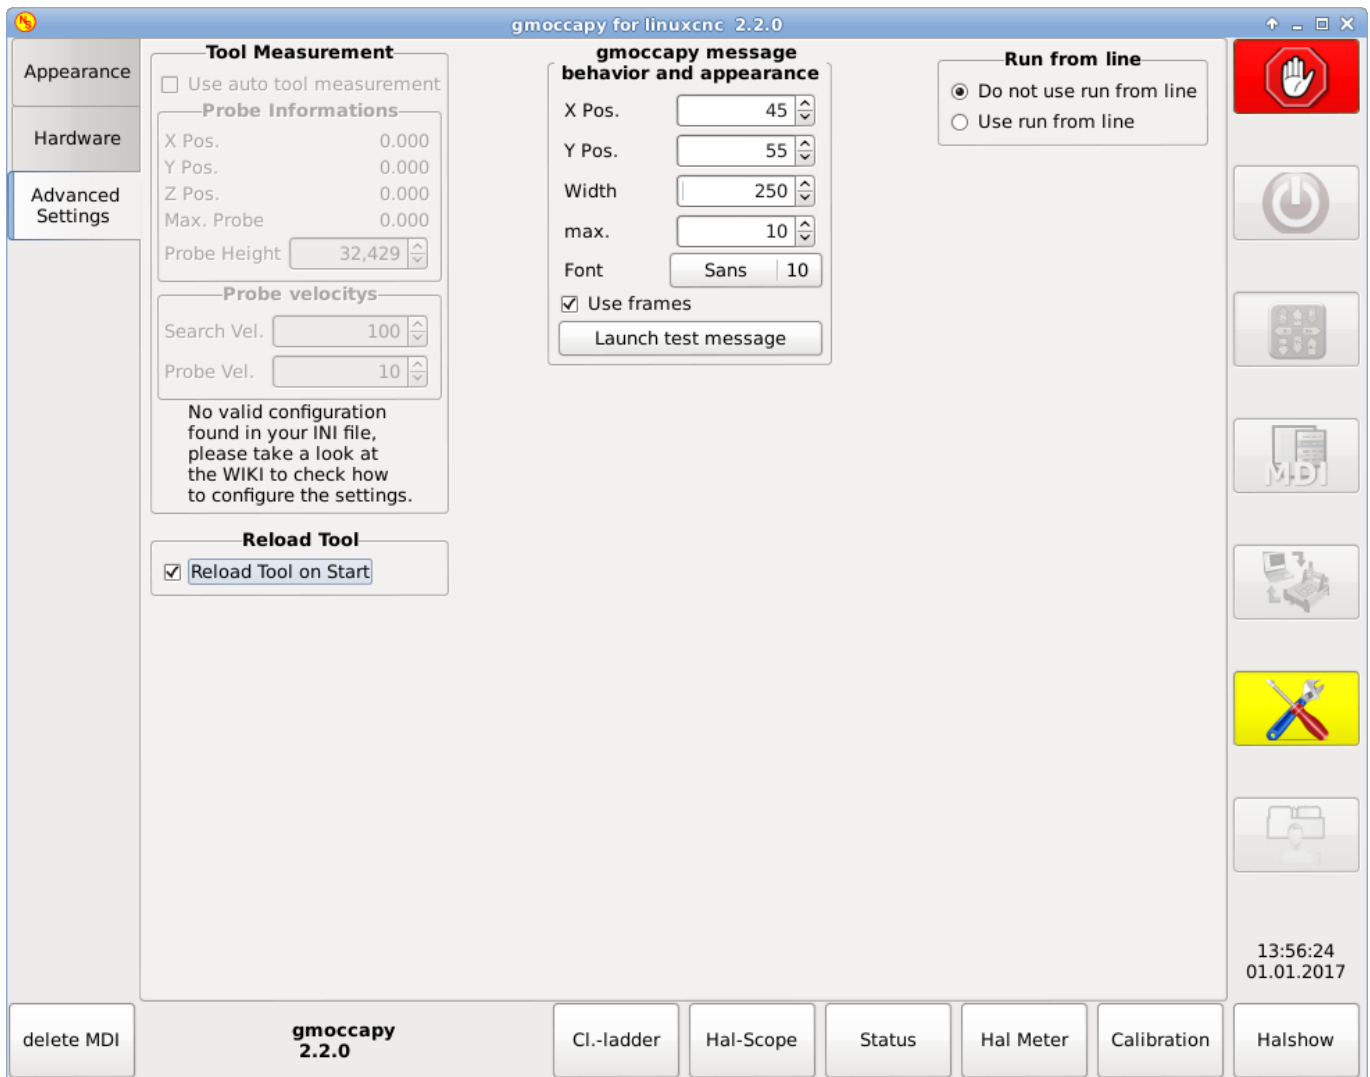 gmoccapy for linuxcnc 2.2.0
Appearance
Hardware
Advanced
Settings
Tool Measurement
Use auto tool measurement
Probe Informations
X Pos. 0.000
Y Pos. 0.000
Z Pos. 0.000
Max. Probe 0.000
Probe Height 32,429
Probe velocitys
Search Vel. 100
Probe Vel. 10
No valid configuration
found in your INI file,
please take a look at
the WIKI to check how
to configure the settings.
Reload Tool
Reload Tool on Start
gmoccapy message
behavior and appearance
X Pos. 45
Y Pos. 55
Width 250
max. 10
Font Sans 10
Use frames
Launch test message
Run from line
Do not use run from line
Use run from line
MDI
13:56:24
01.01.2017
delete MDI
gmoccapy
2.2.0
Cl.-ladder
Hal-Scope
Status
Hal Meter
Calibration
Halshow